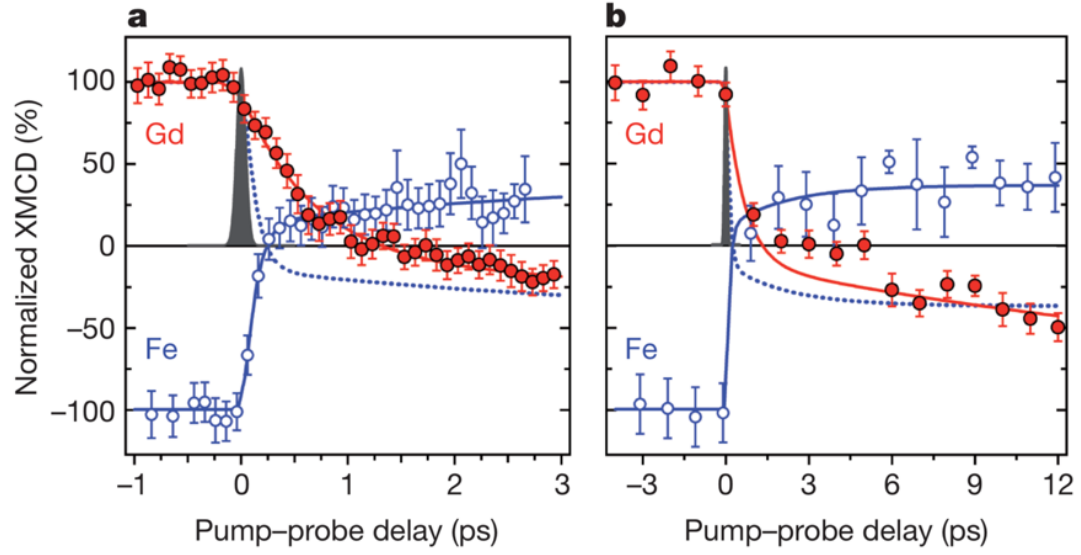 a
b
Normalized XMCD (%)
100
50
0
−50
−100
Gd
Fe
Gd
Fe
−1
0
1
2
3
−3
0
3
6
9
12
Pump–probe delay (ps)
Pump–probe delay (ps)